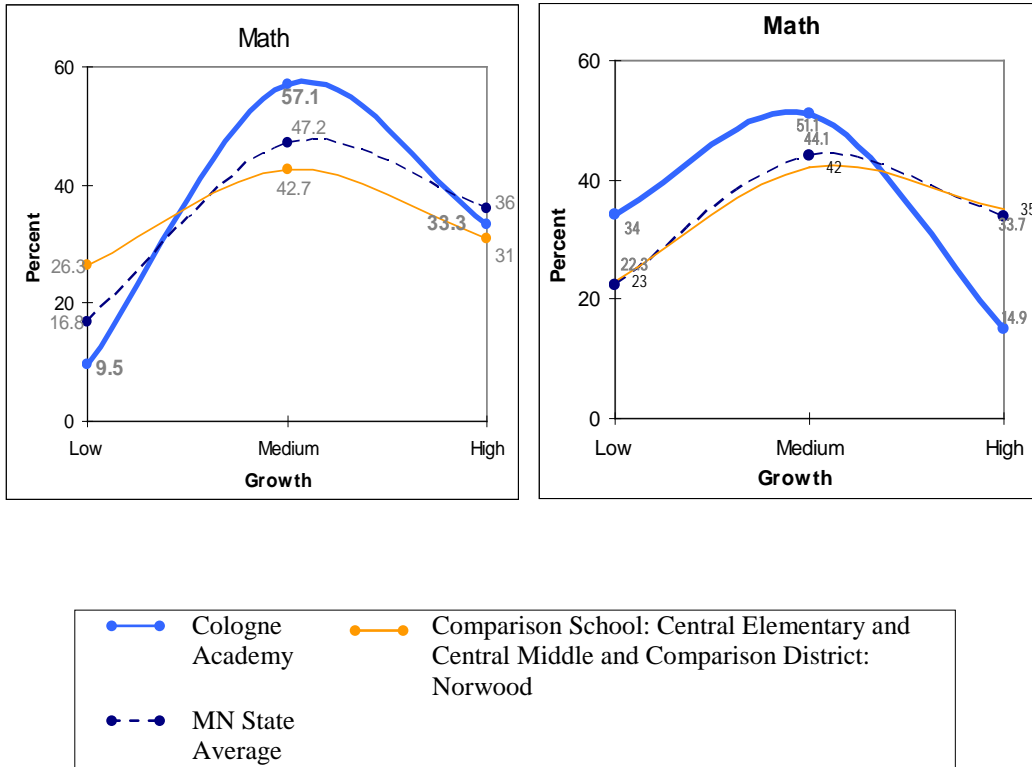 Math
60
57.1
47.2
40
42.7
36
33.3
Percent
31
26.3
20
16.8
9.5
0
Low Medium High
Growth
Math
60
51.1
44.1
40
42
35
34
33.7
Percent
22.3
23
20
14.9
0
Low Medium High
Growth
Cologne
Academy
Comparison School: Central Elementary and
Central Middle and Comparison District:
Norwood
MN State
Average